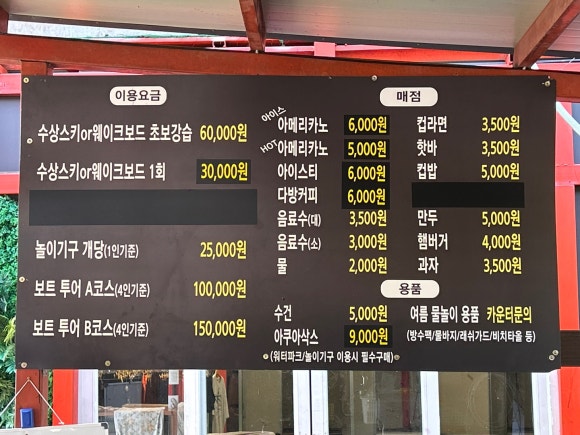 이용요금
수상스키or웨이크보드 초보강습 60,000원
수상스키or웨이크보드 1회 30,000원
놀이기구 개당(1인기준) 25,000원
보트 투어 A코스(4인기준) 100,000원
보트 투어 B코스(4인기준) 150,000원
매점
아이스 아메리카노 6,000원
HOT 아메리카노 5,000원
아이스티 6,000원
다방커피 6,000원
음료수(대) 3,500원
음료수(소) 3,000원
물 2,000원
컵라면 3,500원
핫바 3,500원
컵밥 5,000원
만두 5,000원
햄버거 4,000원
과자 3,500원
용품
수건 5,000원
아쿠아삭스 9,000원
(워터파크/놀이기구 이용시 필수구매)
여름 물놀이 용품 카운터문의
(방수팩/물바지/래쉬가드/비치타올 등)